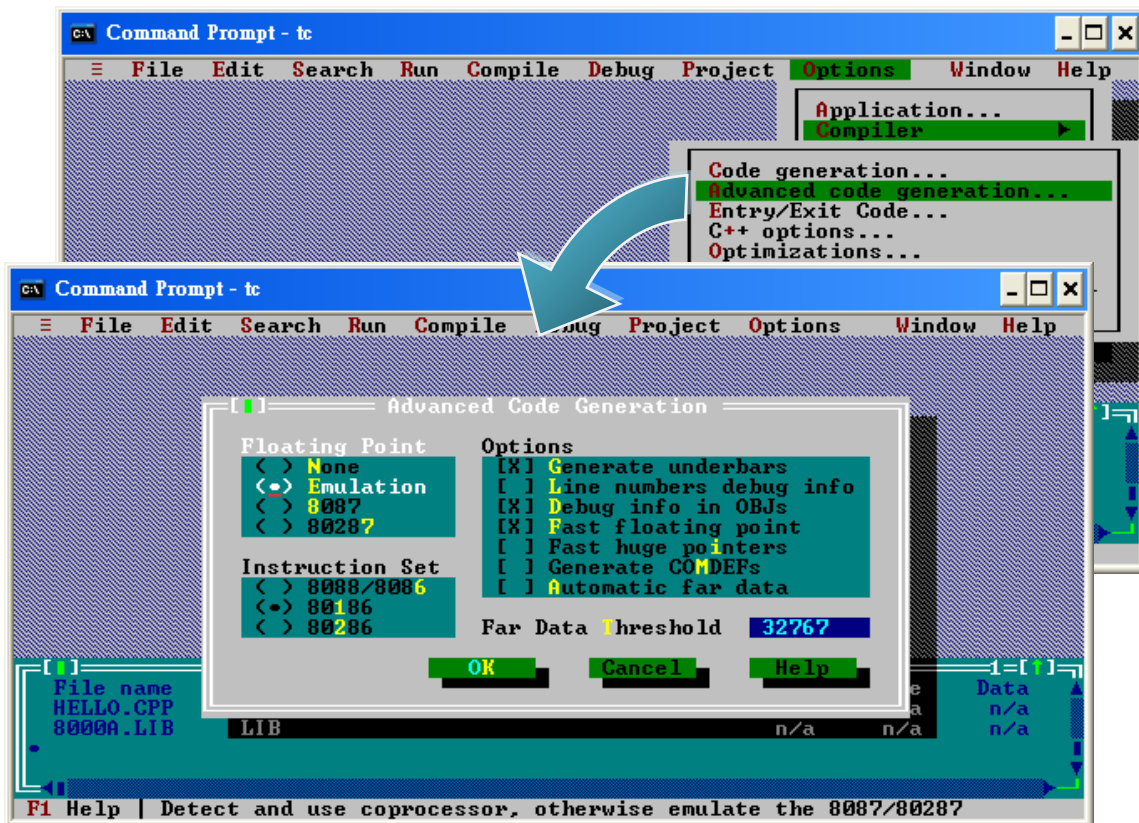 Command Prompt - tc
≡ File Edit Search Run Compile Debug Project Options Window Help
Application...
Compiler
Code generation...
Advanced code generation...
Entry/Exit Code...
C++ options...
Optimizations...
Command Prompt - tc
≡ File Edit Search Run Compile Project Options Window Help
[▮] Advanced Code Generation
Floating Point
( ) None
(•) Emulation
( ) 8087
( ) 80287
Instruction Set
( ) 8088/8086
(•) 80186
( ) 80286
Options
[X] Generate underbars
[ ] Line numbers debug info
[X] Debug info in OBJs
[X] Fast floating point
[ ] Fast huge pointers
[ ] Generate COMDEFs
[ ] Automatic far data
Far Data Threshold 32767
OK Cancel Help
1=[↑]
File name Data
HELLO.CPP n/a
8000A.LIB LIB n/a n/a n/a
F1 Help | Detect and use coprocessor, otherwise emulate the 8087/80287